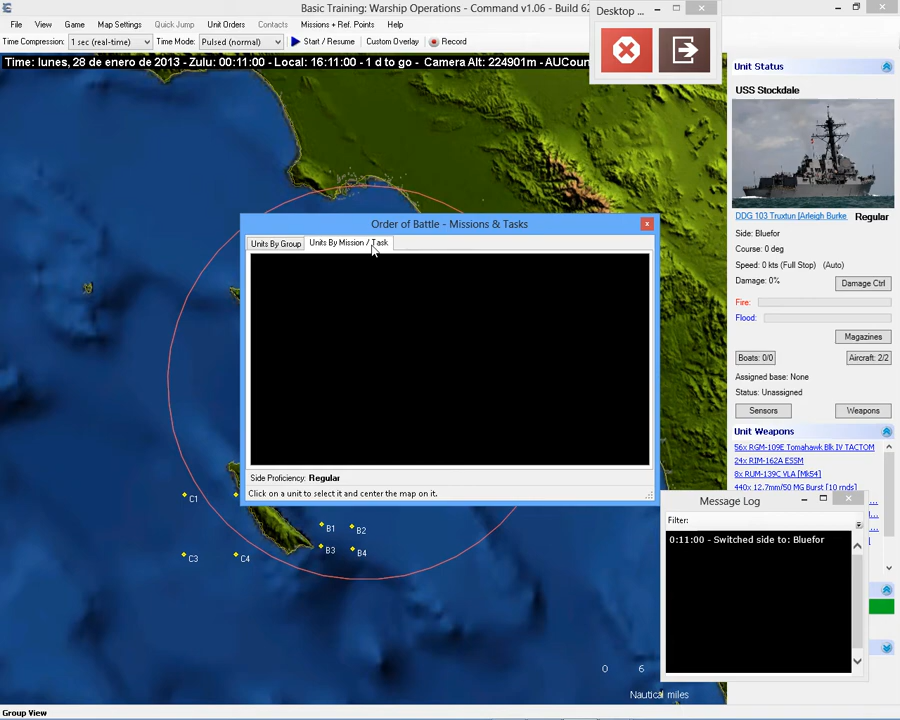 Basic Training: Warship Operations - Command v1.06 - Build 62
Desktop ...
File View Game Map Settings Quick Jump Unit Orders Contacts Missions + Ref. Points Help
Time Compression: 1 sec (real-time) Time Mode: Pulsed (normal) Start / Resume Custom Overlay Record
Time: lunes, 28 de enero de 2013 - Zulu: 00:11:00 - Local: 16:11:00 - 1 d to go - Camera Alt: 224901m - AUCoun
Order of Battle - Missions & Tasks
Units By Group Units By Mission / Task
Side Proficiency: Regular
Click on a unit to select it and center the map on it.
C1
B1
B2
B3
B4
C3
C4
0 6
Nautical miles
Group View
Unit Status
USS Stockdale
DDG 103 Truxtun [Arleigh Burke Regular
Side: Bluefor
Course: 0 deg
Speed: 0 kts (Full Stop) (Auto)
Damage: 0% Damage Ctrl
Fire:
Flood:
Magazines
Boats: 0/0 Aircraft: 2/2
Assigned base: None
Status: Unassigned
Sensors Weapons
Unit Weapons
56x RGM-109E Tomahawk Blk IV TACTOM
24x RIM-162A ESSM
8x RUM-139C VLA [Mk54]
440x 12.7mm/50 MG Burst [10 rnds]
Message Log
Filter:
0:11:00 - Switched side to: Bluefor